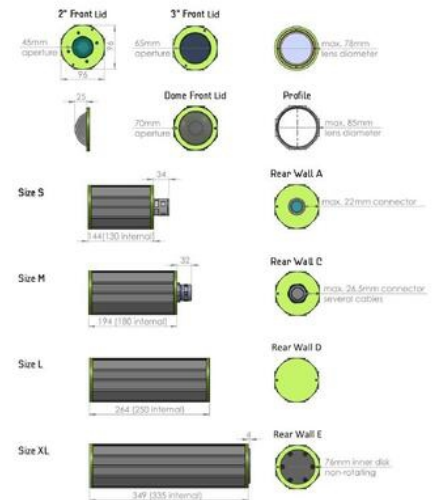 2" Front Lid
3" Front Lid
45mm
aperture
96
96
65mm
aperture
max. 78mm
lens diameter
25
Dome Front Lid
70mm
aperture
Profile
max. 85mm
lens diameter
Size S
34
144(130 internal)
Rear Wall A
max. 22mm connector
Size M
32
194 (180 internal)
Rear Wall C
max. 26.5mm connector
several cables
Size L
264 (250 internal)
Rear Wall D
Size XL
349 (335 internal)
Rear Wall E
76mm inner disk
non-rotating